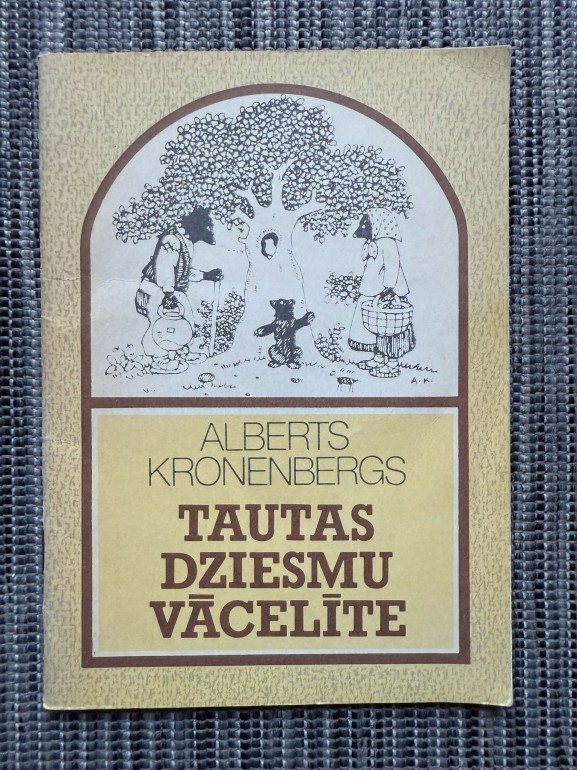 A.K.
ALBERTS
KRONENBERGS
TAUTAS
DZIESMU
VĀCELĪTE